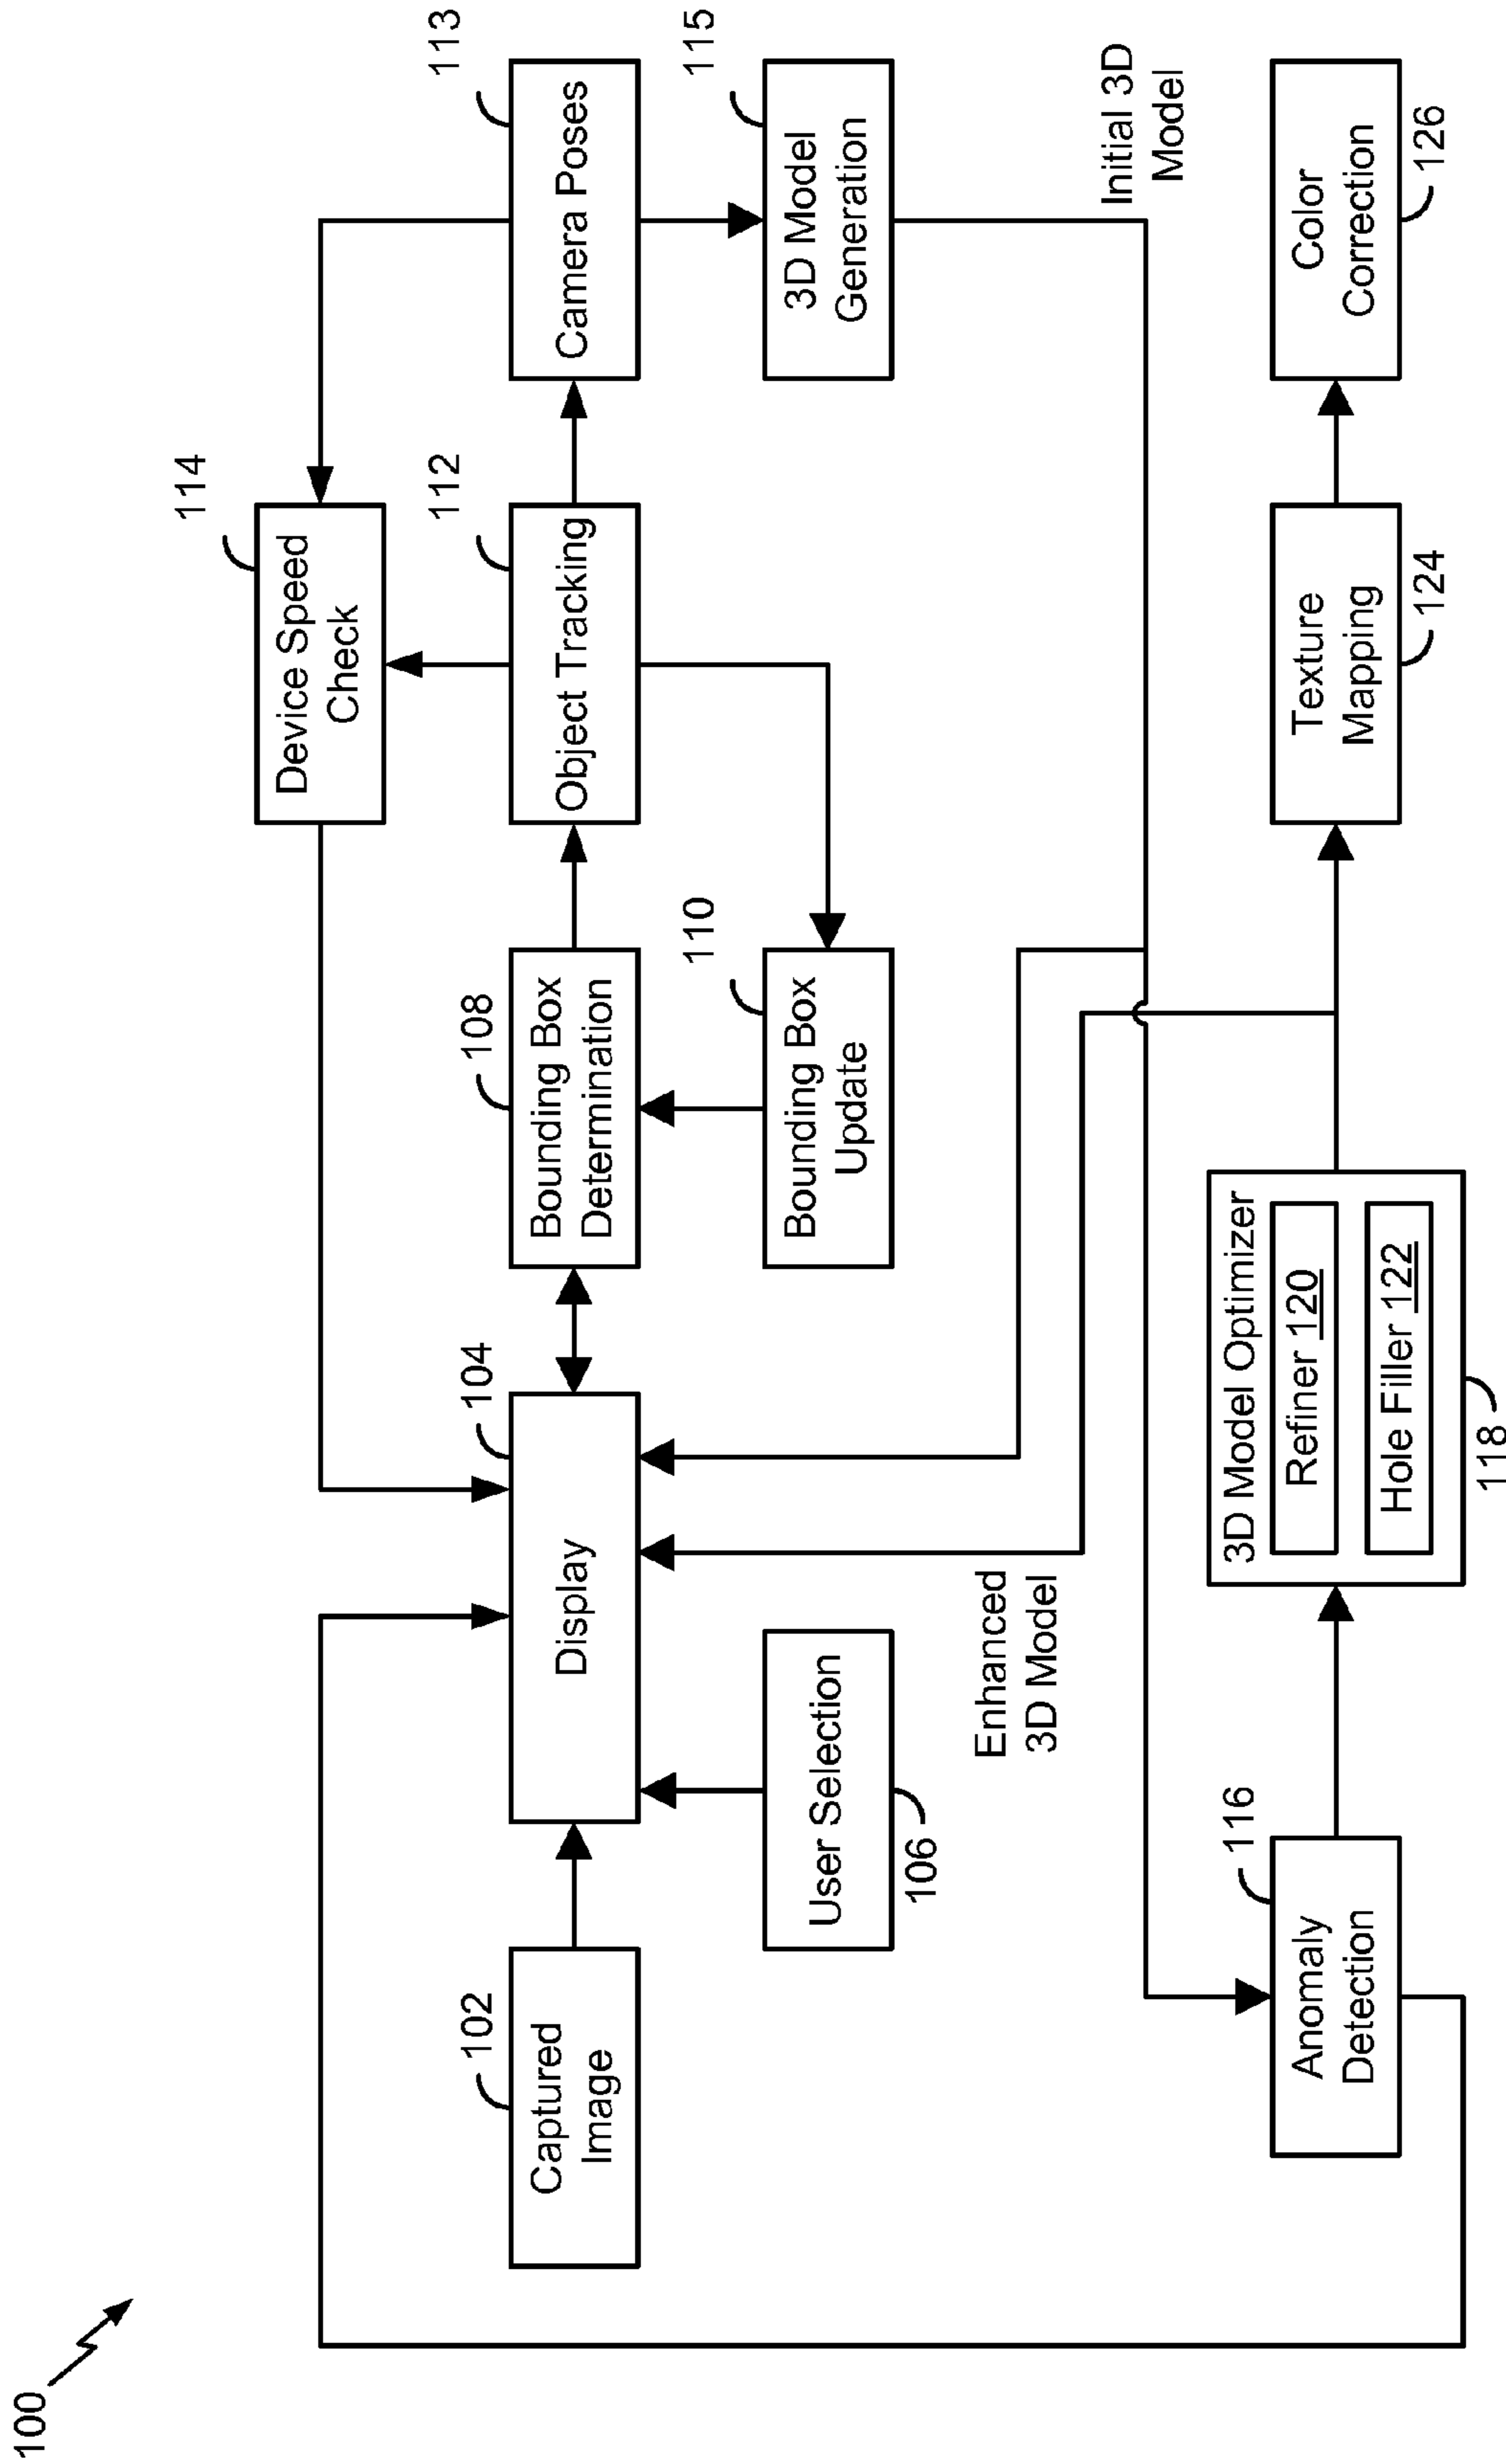 100
114
Device Speed
Check
102
Captured
Image
104
Display
108
Bounding Box
Determination
112
Object Tracking
113
Camera Poses
106
User Selection
110
Bounding Box
Update
115
3D Model
Generation
Enhanced
3D Model
Initial 3D
Model
116
Anomaly
Detection
3D Model Optimizer
Refiner 120
Hole Filler 122
118
Texture
Mapping
124
Color
Correction
126